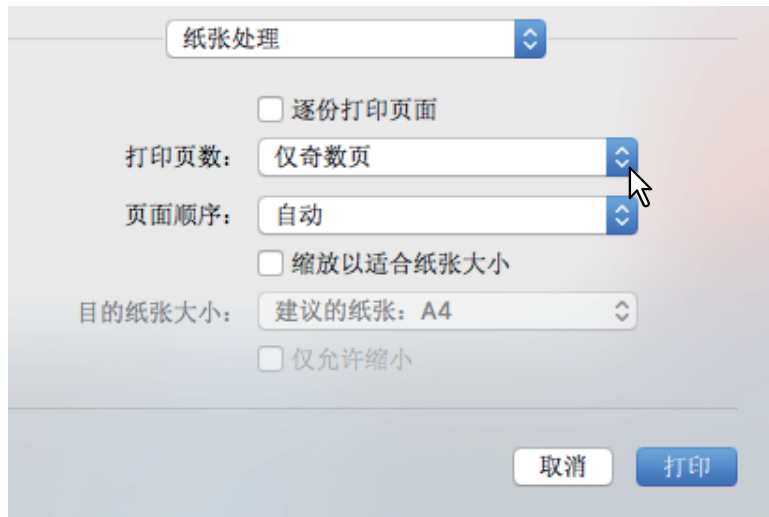 纸张处理
逐份打印页面
打印页数: 仅奇数页
页面顺序: 自动
缩放以适合纸张大小
目的纸张大小: 建议的纸张: A4
仅允许缩小
取消 打印